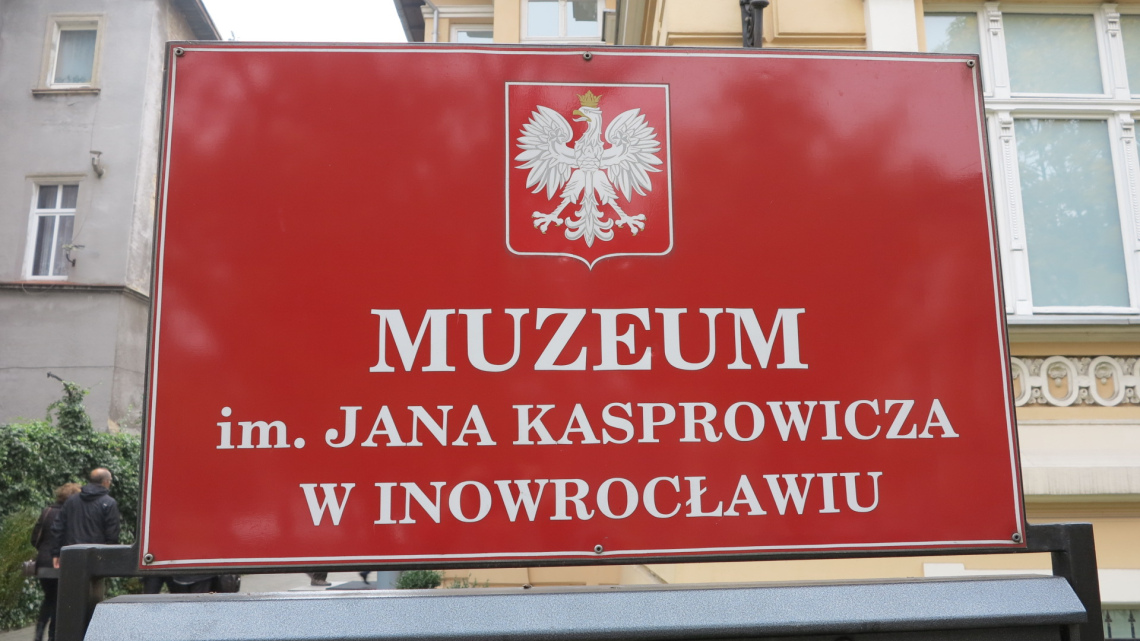 MUZEUM
im. JANA KASPROWICZA
W INOWROCŁAWIU